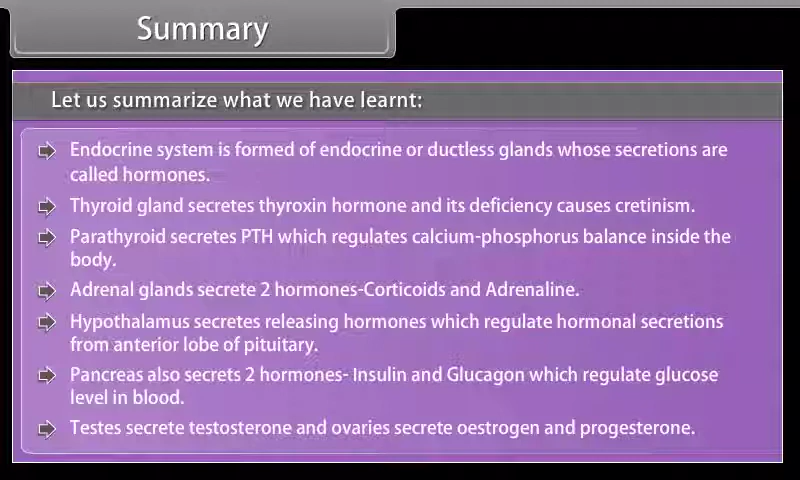 Summary
Let us summarize what we have learnt:
Endocrine system is formed of endocrine or ductless glands whose secretions are
called hormones.
Thyroid gland secretes thyroxin hormone and its deficiency causes cretinism.
Parathyroid secretes PTH which regulates calcium-phosphorus balance inside the
body.
Adrenal glands secrete 2 hormones-Corticoids and Adrenaline.
Hypothalamus secretes releasing hormones which regulate hormonal secretions
from anterior lobe of pituitary.
Pancreas also secrets 2 hormones- Insulin and Glucagon which regulate glucose
level in blood.
Testes secrete testosterone and ovaries secrete oestrogen and progesterone.